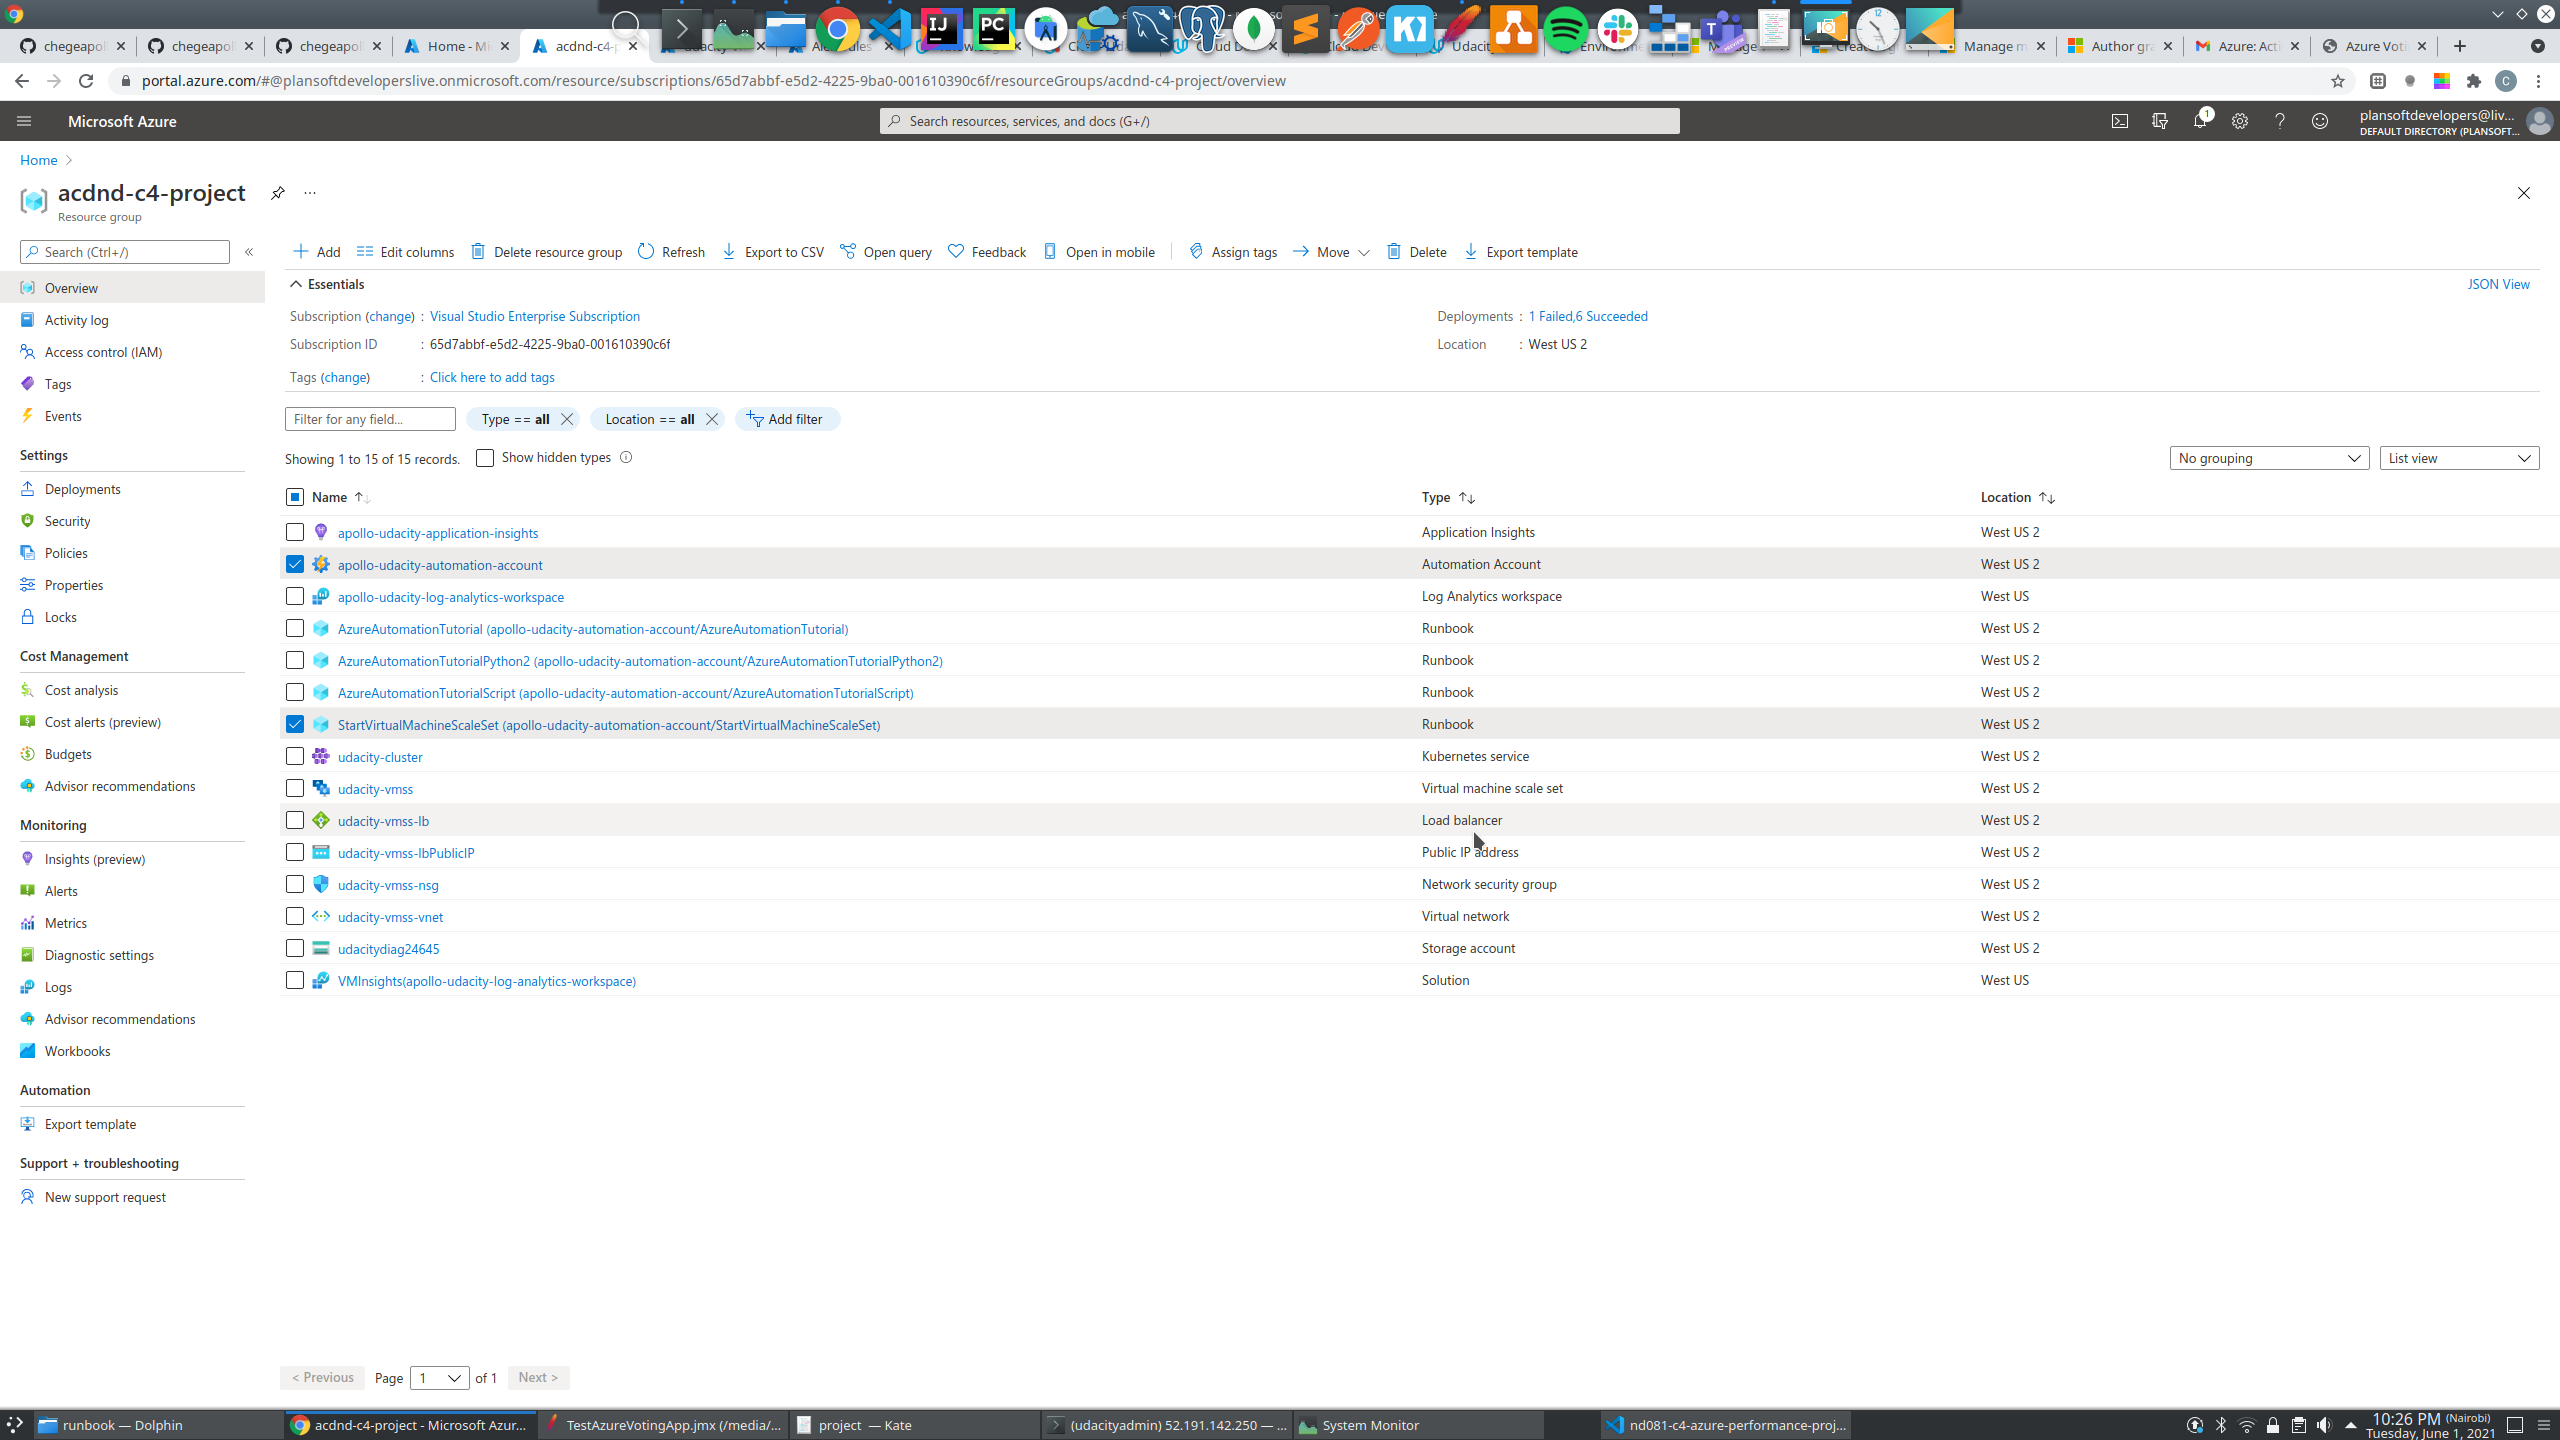 chegeapoll
chegeapoll
chegeapoll
Home - Mi
acdnd-c4-p
Manage m
Author gra
Azure: Acti
Azure Voti
portal.azure.com/#@plansoftdeveloperslive.onmicrosoft.com/resource/subscriptions/65d7abbf-e5d2-4225-9ba0-001610390c6f/resourceGroups/acdnd-c4-project/overview
C
Microsoft Azure
Search resources, services, and docs (G+/)
1
plansoftdevelopers@liv...
DEFAULT DIRECTORY (PLANSOFT...
Home
acdnd-c4-project
Resource group
Search (Ctrl+/)
Overview
Activity log
Access control (IAM)
Tags
Events
Settings
Deployments
Security
Policies
Properties
Locks
Cost Management
Cost analysis
Cost alerts (preview)
Budgets
Advisor recommendations
Monitoring
Insights (preview)
Alerts
Metrics
Diagnostic settings
Logs
Advisor recommendations
Workbooks
Automation
Export template
Support + troubleshooting
New support request
Add Edit columns Delete resource group Refresh Export to CSV Open query Feedback Open in mobile Assign tags Move Delete Export template
Essentials
JSON View
Subscription (change) : Visual Studio Enterprise Subscription
Deployments : 1 Failed,6 Succeeded
Subscription ID : 65d7abbf-e5d2-4225-9ba0-001610390c6f
Location : West US 2
Tags (change) : Click here to add tags
Filter for any field... Type == all Location == all Add filter
Showing 1 to 15 of 15 records. Show hidden types
No grouping List view
Name Type Location
apollo-udacity-application-insights Application Insights West US 2
apollo-udacity-automation-account Automation Account West US 2
apollo-udacity-log-analytics-workspace Log Analytics workspace West US
AzureAutomationTutorial (apollo-udacity-automation-account/AzureAutomationTutorial) Runbook West US 2
AzureAutomationTutorialPython2 (apollo-udacity-automation-account/AzureAutomationTutorialPython2) Runbook West US 2
AzureAutomationTutorialScript (apollo-udacity-automation-account/AzureAutomationTutorialScript) Runbook West US 2
StartVirtualMachineScaleSet (apollo-udacity-automation-account/StartVirtualMachineScaleSet) Runbook West US 2
udacity-cluster Kubernetes service West US 2
udacity-vmss Virtual machine scale set West US 2
udacity-vmss-lb Load balancer West US 2
udacity-vmss-lbPublicIP Public IP address West US 2
udacity-vmss-nsg Network security group West US 2
udacity-vmss-vnet Virtual network West US 2
udacitydiag24645 Storage account West US 2
VMInsights(apollo-udacity-log-analytics-workspace) Solution West US
< Previous Page 1 of 1 Next >
runbook — Dolphin
acdnd-c4-project - Microsoft Azur...
TestAzureVotingApp.jmx (/media/...
project — Kate
(udacityadmin) 52.191.142.250 — ...
System Monitor
nd081-c4-azure-performance-proj...
10:26 PM (Nairobi)
Tuesday, June 1, 2021